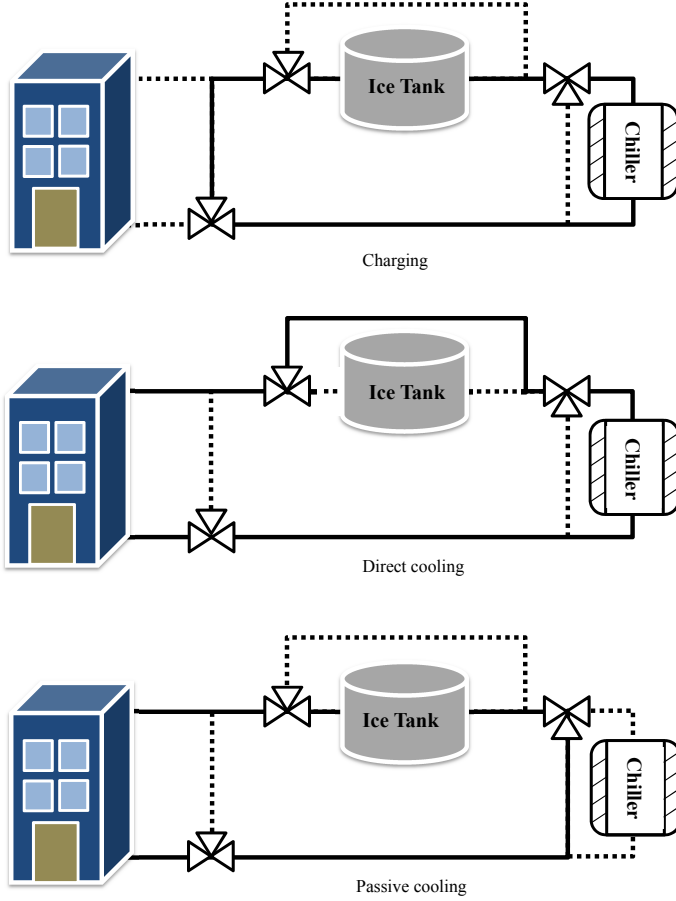 Ice Tank
Chiller
Charging
Ice Tank
Chiller
Direct cooling
Ice Tank
Chiller
Passive cooling